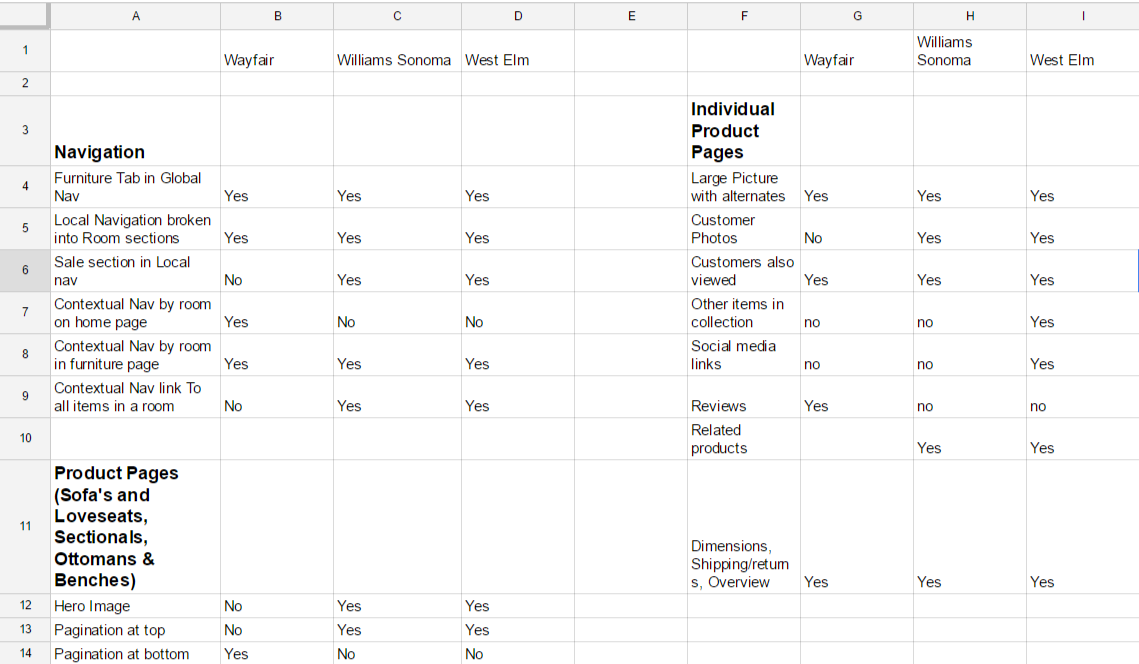 A B C D E F G H I
1 Wayfair Williams Sonoma West Elm Wayfair Williams Sonoma West Elm
2
3 Navigation Individual Product Pages
4 Furniture Tab in Global Nav Yes Yes Yes Large Picture with alternates Yes Yes Yes
5 Local Navigation broken into Room sections Yes Yes Yes Customer Photos No Yes Yes
6 Sale section in Local nav No Yes Yes Customers also viewed Yes Yes Yes
7 Contextual Nav by room on home page Yes No No Other items in collection no no Yes
8 Contextual Nav by room in furniture page Yes Yes Yes Social media links no no Yes
9 Contextual Nav link To all items in a room No Yes Yes Reviews Yes no no
10 Related products Yes Yes
11 Product Pages (Sofa's and Loveseats, Sectionals, Ottomans & Benches) Dimensions, Shipping/returns, Overview Yes Yes Yes
12 Hero Image No Yes Yes
13 Pagination at top No Yes Yes
14 Pagination at bottom Yes No No